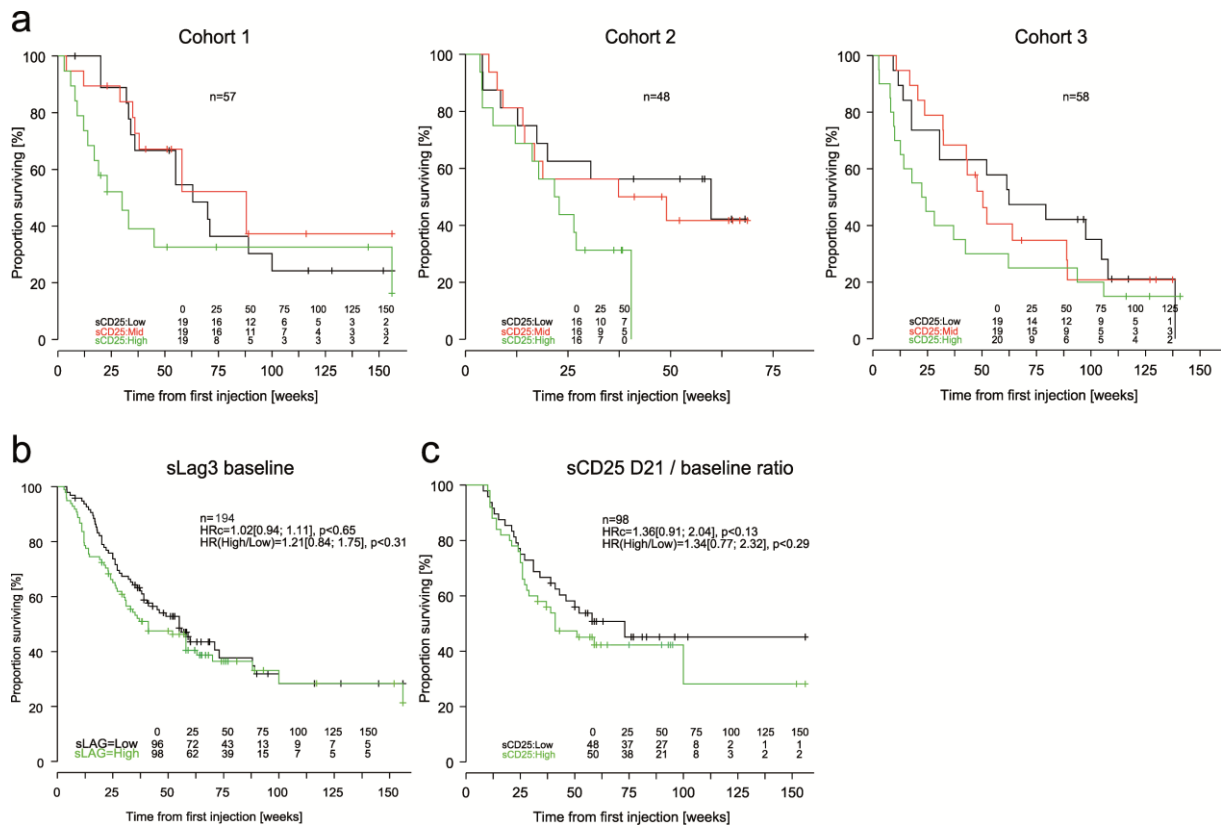 a
Cohort 1
Cohort 2
Cohort 3
100
80
60
40
20
0
Proportion surviving [%]
n=57
0 25 50 75 100 125 150
sCD25:Low 19 16 12 6 5 3 2
sCD25:Mid 19 16 11 7 4 3 3
sCD25:High 19 8 5 3 3 3 2
0 25 50 75 100 125 150
Time from first injection [weeks]
100
80
60
40
20
0
Proportion surviving [%]
n=48
0 25 50
sCD25:Low 16 10 7
sCD25:Mid 16 9 5
sCD25:High 16 7 0
0 25 50 75
Time from first injection [weeks]
100
80
60
40
20
0
Proportion surviving [%]
n=58
0 25 50 75 100 125
sCD25:Low 19 14 12 9 5 1
sCD25:Mid 19 15 9 5 3 3
sCD25:High 20 9 6 5 4 2
0 25 50 75 100 125 150
Time from first injection [weeks]
b
sLag3 baseline
100
80
60
40
20
0
Proportion surviving [%]
n=194
HRc=1.02[0.94; 1.11], p<0.65
HR(High/Low)=1.21[0.84; 1.75], p<0.31
0 25 50 75 100 125 150
sLAG=Low 96 72 43 13 9 7 5
sLAG=High 98 62 39 15 7 5 5
0 25 50 75 100 125 150
Time from first injection [weeks]
c
sCD25 D21 / baseline ratio
100
80
60
40
20
0
Proportion surviving [%]
n=98
HRc=1.36[0.91; 2.04], p<0.13
HR(High/Low)=1.34[0.77; 2.32], p<0.29
0 25 50 75 100 125 150
sCD25:Low 48 37 27 8 2 1 1
sCD25:High 50 38 21 8 3 2 2
0 25 50 75 100 125 150
Time from first injection [weeks]